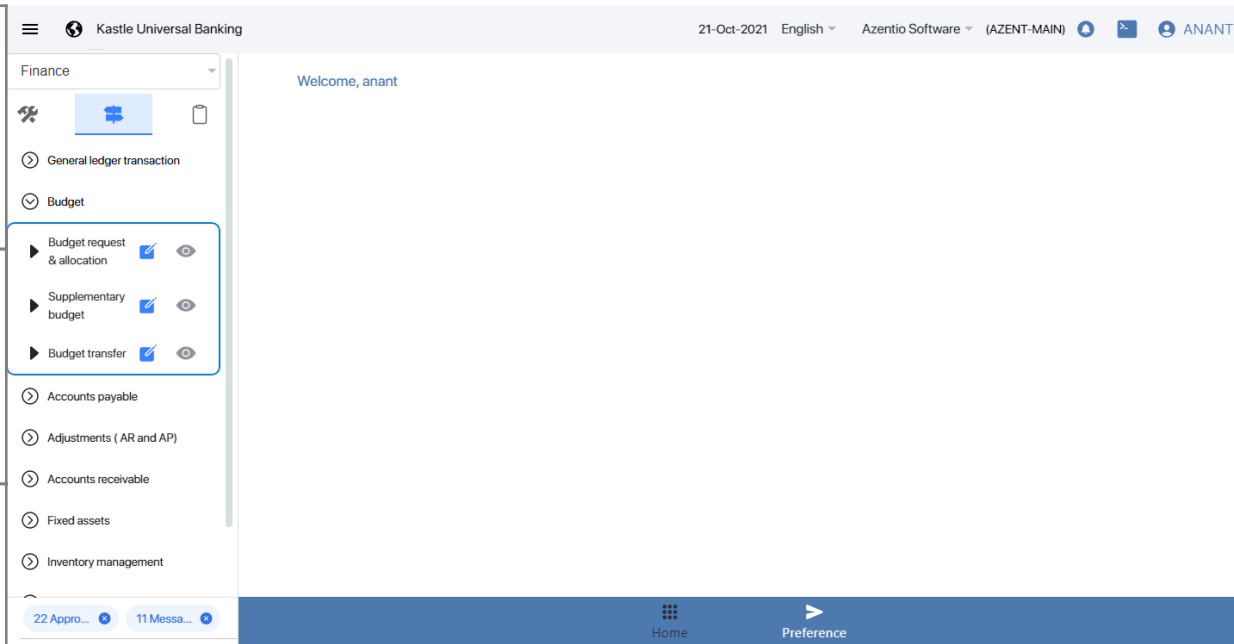 Kastle Universal Banking
21-Oct-2021 English Azentio Software (AZENT-MAIN) ANANT
Finance
Welcome, anant
General ledger transaction
Budget
Budget request
& allocation
Supplementary
budget
Budget transfer
Accounts payable
Adjustments ( AR and AP)
Accounts receivable
Fixed assets
Inventory management
22 Appro... 11 Messa...
Home Preference